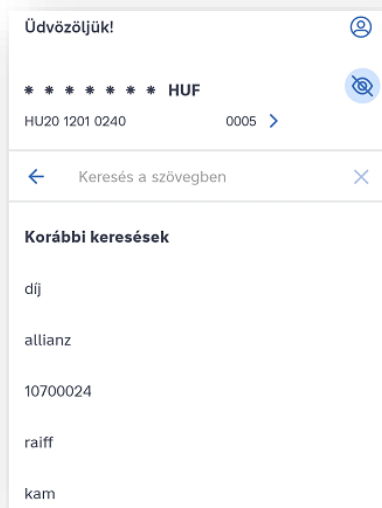 Üdvözöljük!
* * * * * * * HUF
HU20 1201 0240 0005
Keresés a szövegben
Korábbi keresések
díj
allianz
10700024
raiff
kam